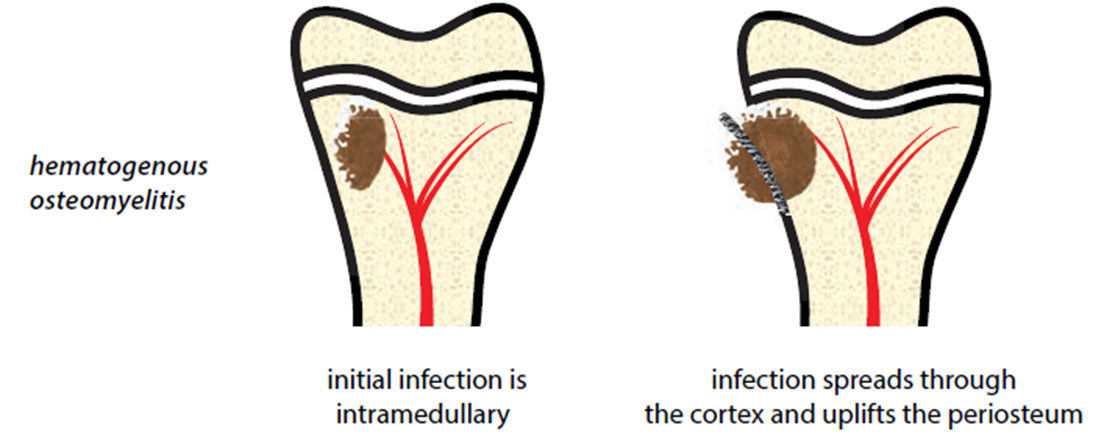 hematogenous
osteomyelitis
initial infection is
intramedullary
infection spreads through
the cortex and uplifts the periosteum